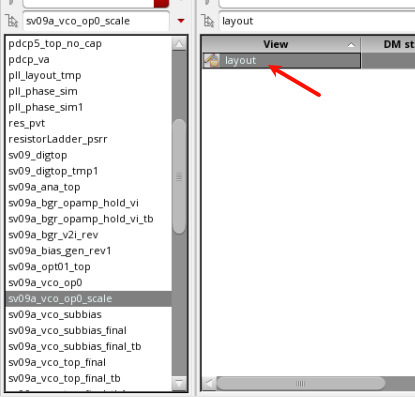 sv09a_vco_op0_scale
layout
pdcp5_top_no_cap
pdcp_va
pll_layout_tmp
pll_phase_sim
pll_phase_sim1
res_pvt
resistorLadder_psrr
sv09_digtop
sv09_digtop_tmp1
sv09a_ana_top
sv09a_bgr_opamp_hold_vi
sv09a_bgr_opamp_hold_vi_tb
sv09a_bgr_v2i_rev
sv09a_bias_gen_rev1
sv09a_opt01_top
sv09a_vco_op0
sv09a_vco_op0_scale
sv09a_vco_subbias
sv09a_vco_subbias_final
sv09a_vco_subbias_final_tb
sv09a_vco_top_final
sv09a_vco_top_final_tb
View
DM st
layout